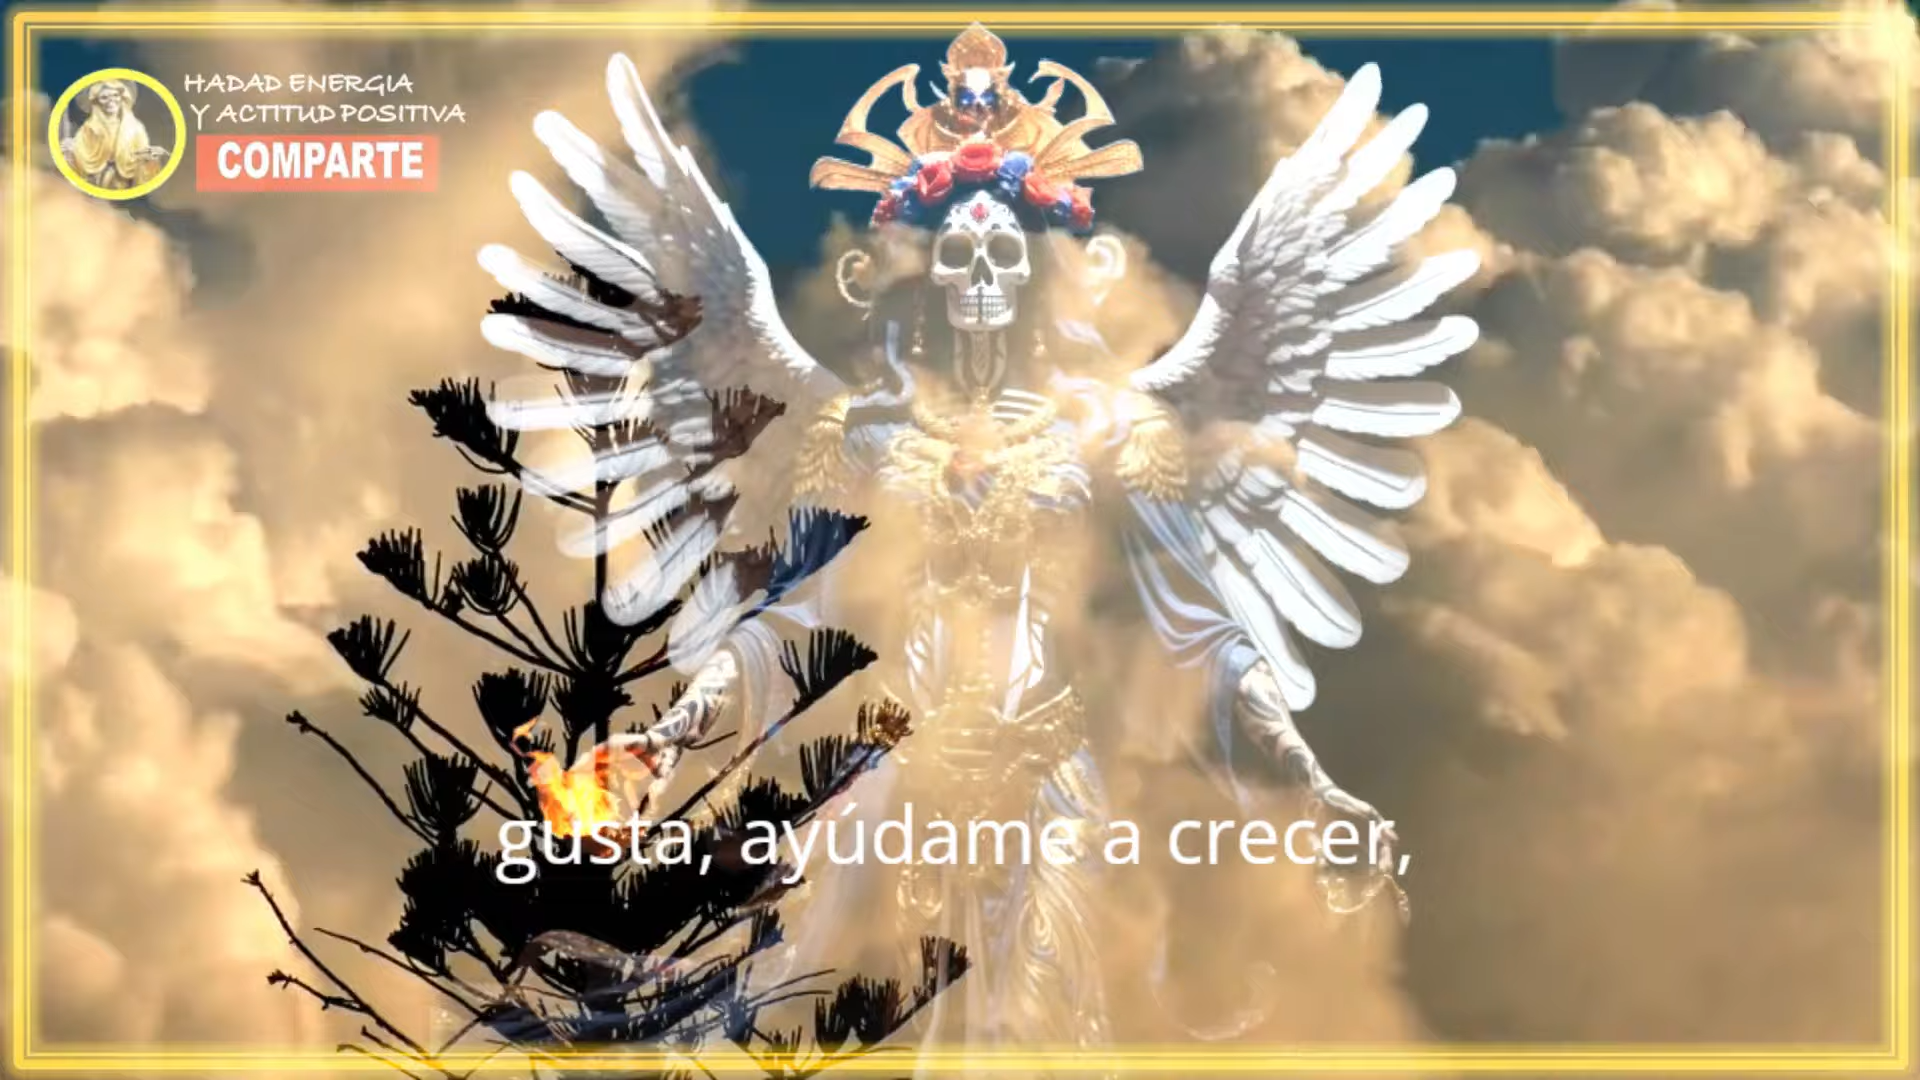 HADAD ENERGIA
Y ACTITUD POSITIVA
COMPARTE
gusta, ayúdame a crecer,